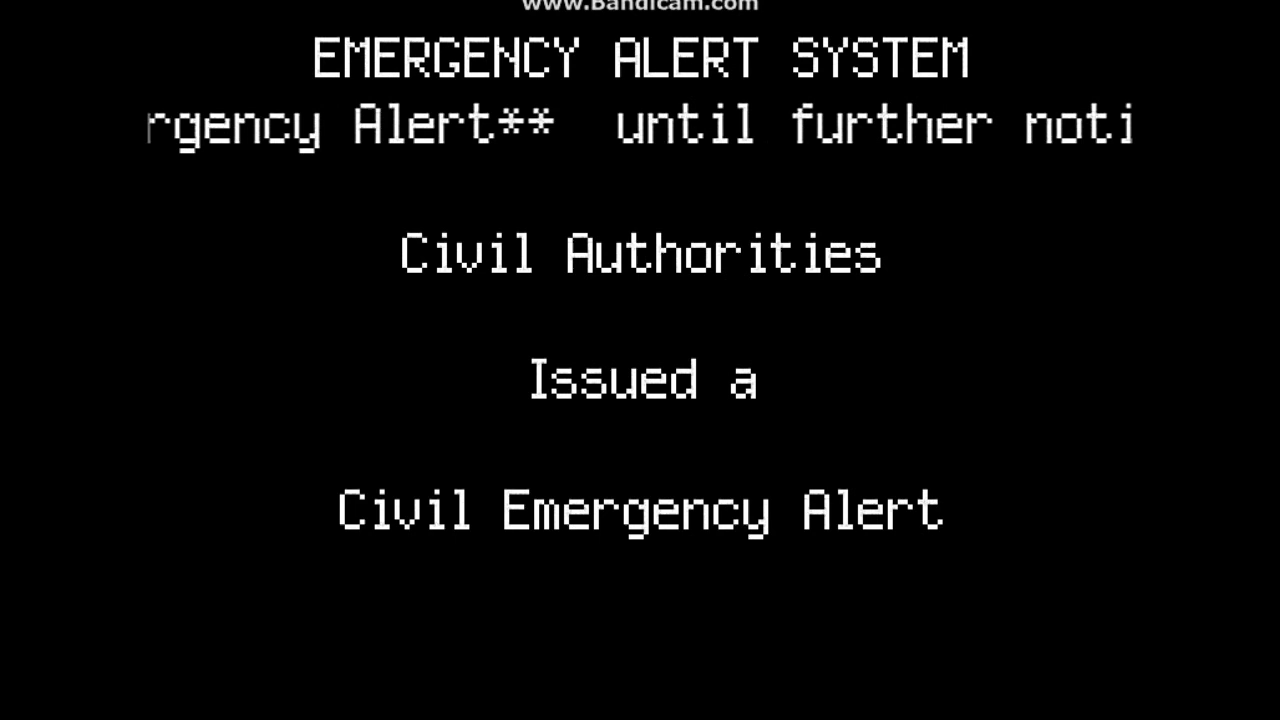 www.Bandicam.com
EMERGENCY ALERT SYSTEM
rgency Alert** until further noti
Civil Authorities
Issued a
Civil Emergency Alert